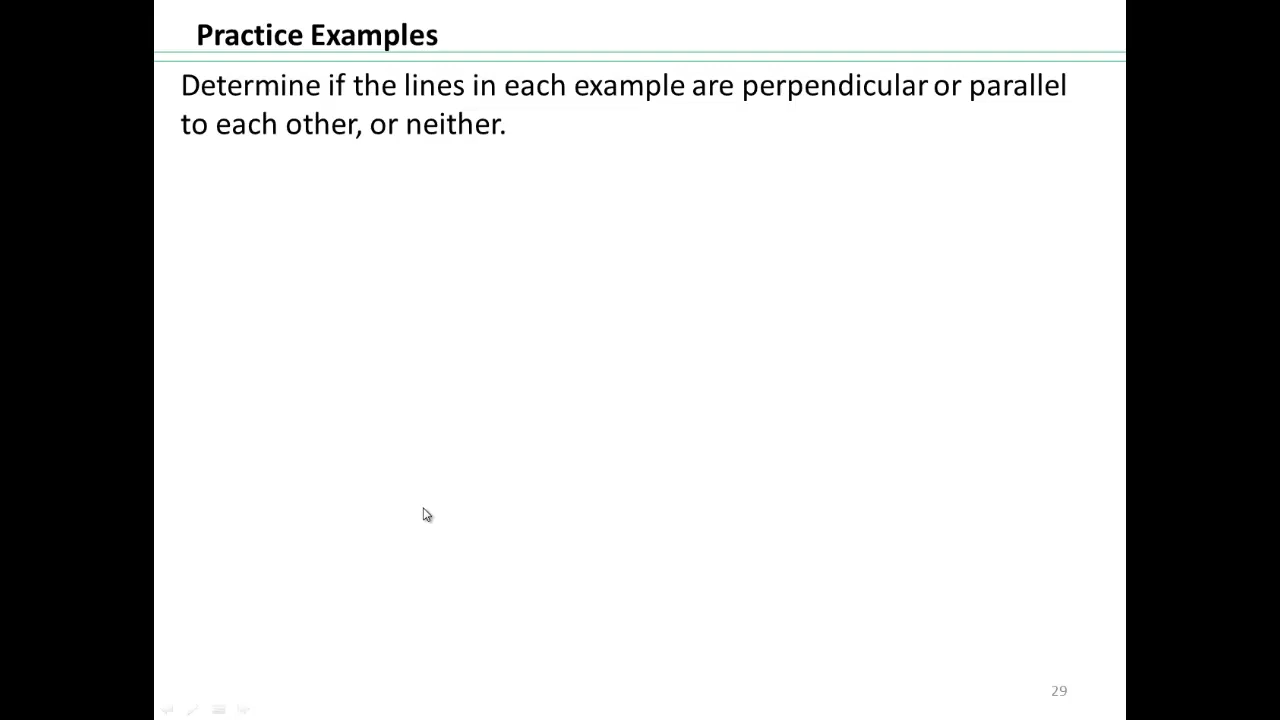 Practice Examples
Determine if the lines in each example are perpendicular or parallel
to each other, or neither.
29